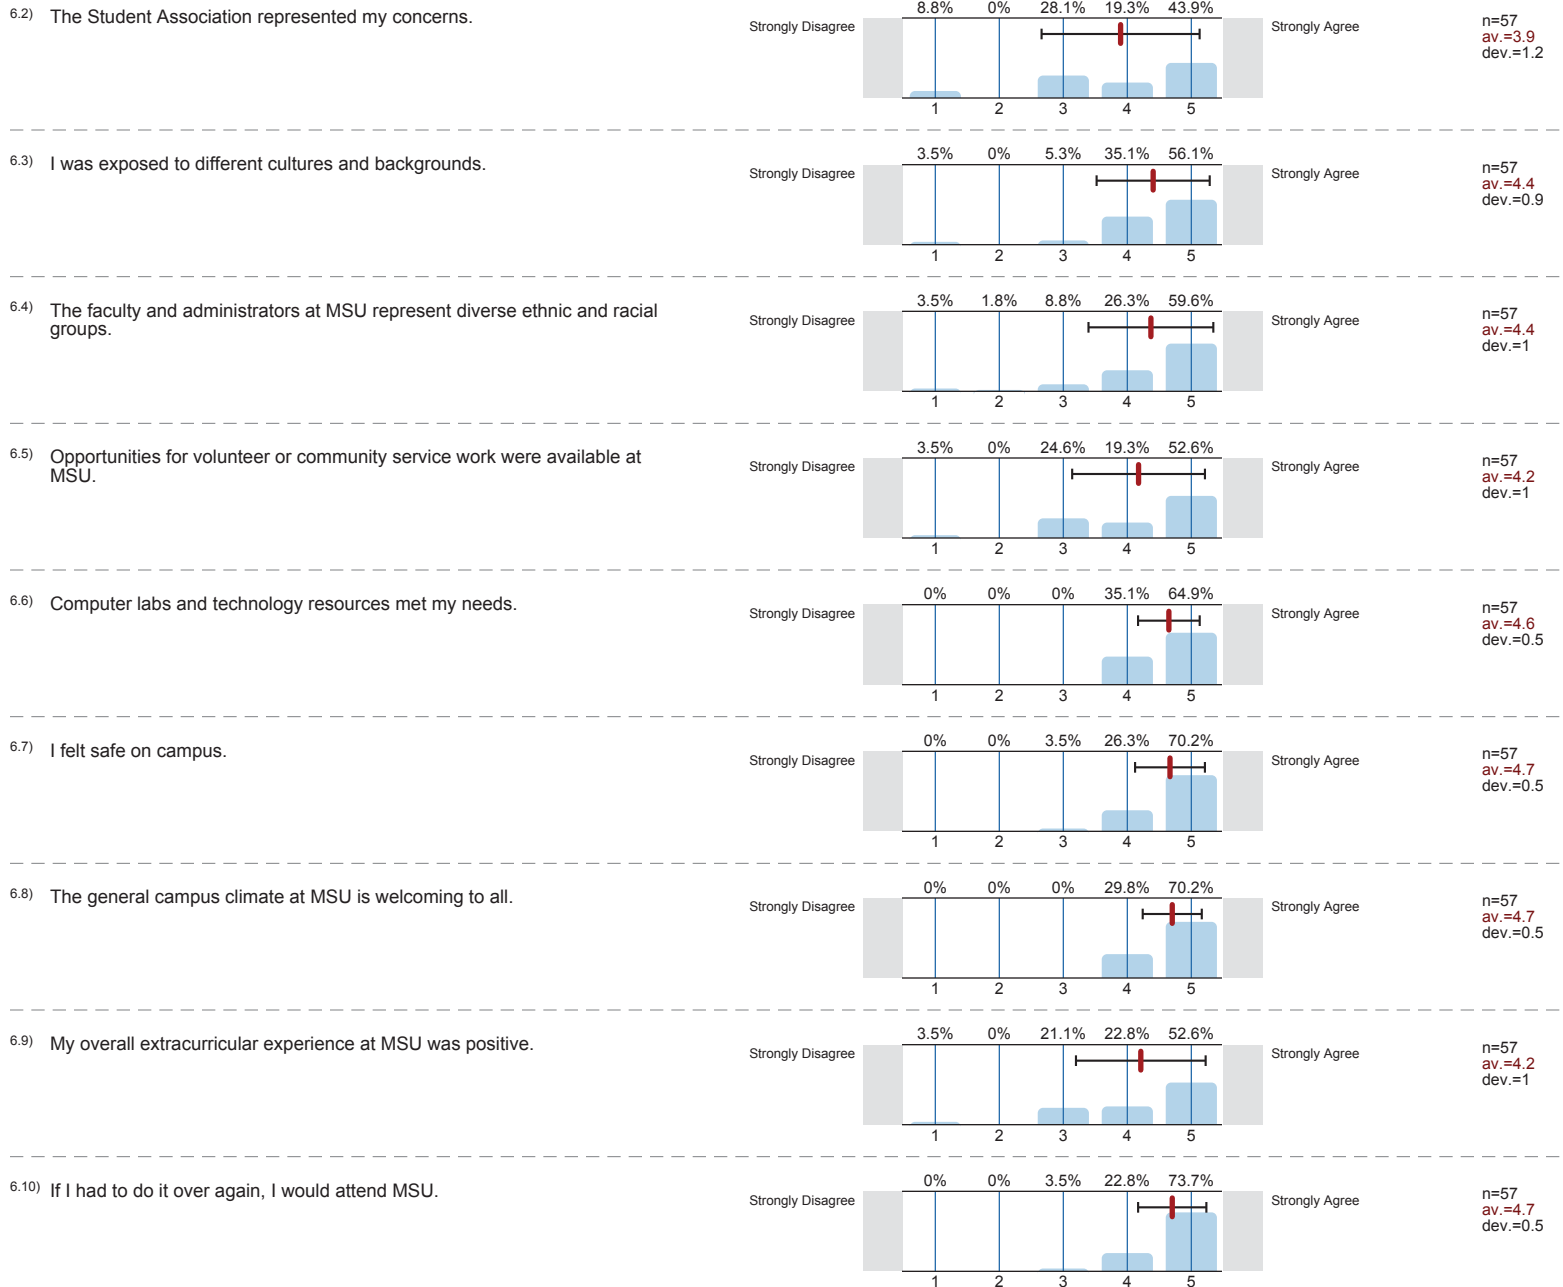 6.2) The Student Association represented my concerns.
8.8% 0% 28.1% 19.3% 43.9%
Strongly Disagree
Strongly Agree
n=57
av.=3.9
dev.=1.2
1 2 3 4 5
6.3) I was exposed to different cultures and backgrounds.
3.5% 0% 5.3% 35.1% 56.1%
Strongly Disagree
Strongly Agree
n=57
av.=4.4
dev.=0.9
1 2 3 4 5
6.4) The faculty and administrators at MSU represent diverse ethnic and racial
groups.
3.5% 1.8% 8.8% 26.3% 59.6%
Strongly Disagree
Strongly Agree
n=57
av.=4.4
dev.=1
1 2 3 4 5
6.5) Opportunities for volunteer or community service work were available at
MSU.
3.5% 0% 24.6% 19.3% 52.6%
Strongly Disagree
Strongly Agree
n=57
av.=4.2
dev.=1
1 2 3 4 5
6.6) Computer labs and technology resources met my needs.
0% 0% 0% 35.1% 64.9%
Strongly Disagree
Strongly Agree
n=57
av.=4.6
dev.=0.5
1 2 3 4 5
6.7) I felt safe on campus.
0% 0% 3.5% 26.3% 70.2%
Strongly Disagree
Strongly Agree
n=57
av.=4.7
dev.=0.5
1 2 3 4 5
6.8) The general campus climate at MSU is welcoming to all.
0% 0% 0% 29.8% 70.2%
Strongly Disagree
Strongly Agree
n=57
av.=4.7
dev.=0.5
1 2 3 4 5
6.9) My overall extracurricular experience at MSU was positive.
3.5% 0% 21.1% 22.8% 52.6%
Strongly Disagree
Strongly Agree
n=57
av.=4.2
dev.=1
1 2 3 4 5
6.10) If I had to do it over again, I would attend MSU.
0% 0% 3.5% 22.8% 73.7%
Strongly Disagree
Strongly Agree
n=57
av.=4.7
dev.=0.5
1 2 3 4 5